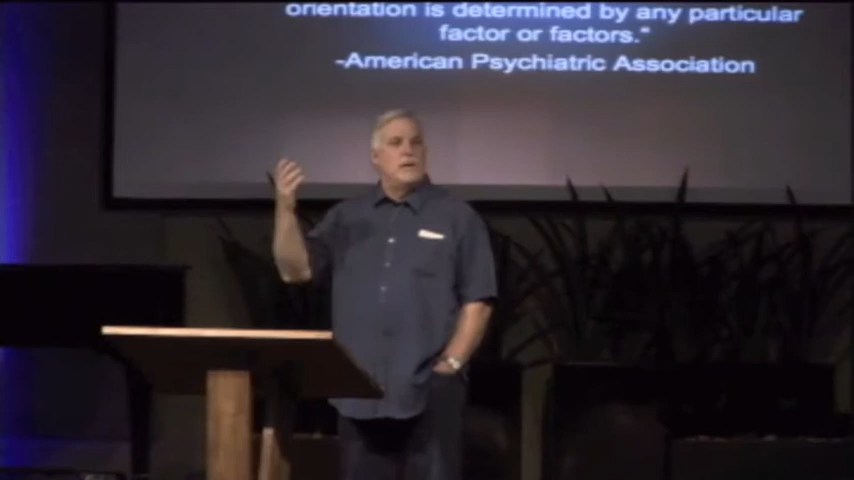 orientation is determined by any particular
factor or factors."
-American Psychiatric Association